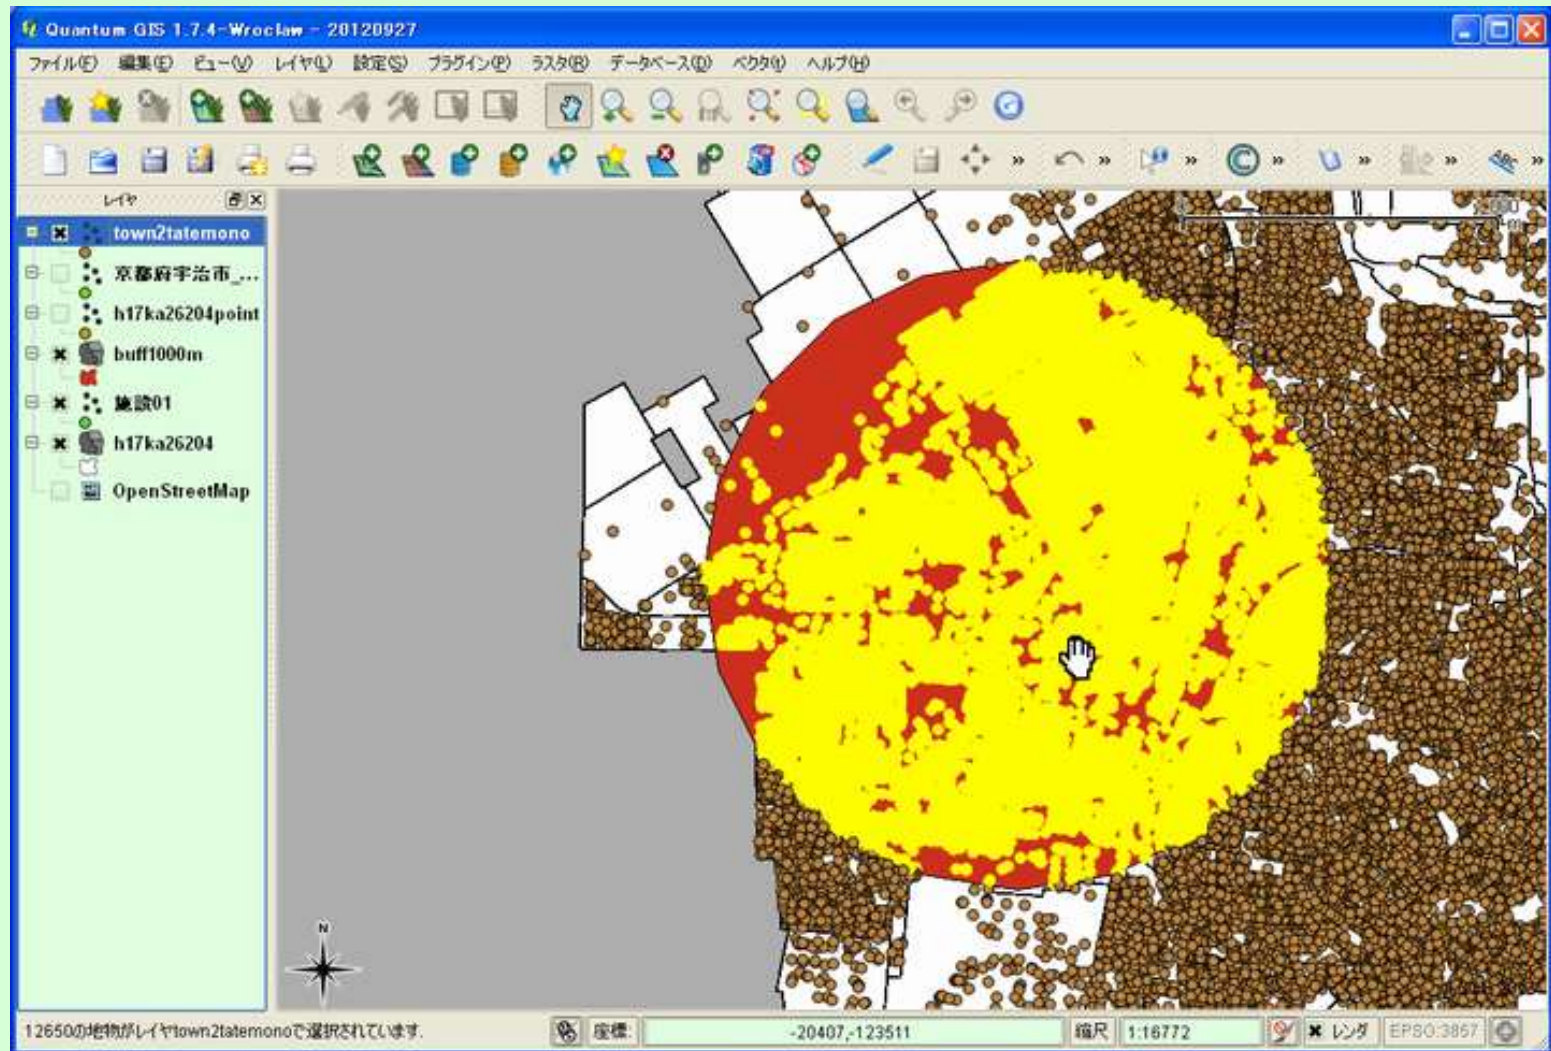 Quantum GIS 1.7.4-Wroclaw - 20120927
ファイル(F) 編集(E) ビュー(V) レイヤ(L) 設定(S) プラグイン(P) ラスタ(R) データベース(D) ベクタ(t) ヘルプ(H)
レイヤ
town2tatemono
京都府宇治市_...
h17ka26204point
buff1000m
施設01
h17ka26204
OpenStreetMap
N
12650の地物がレイヤtown2tatemonoで選択されています. 座標: -20407,-123511 縮尺 1:16772 レンダ EPSG:3857